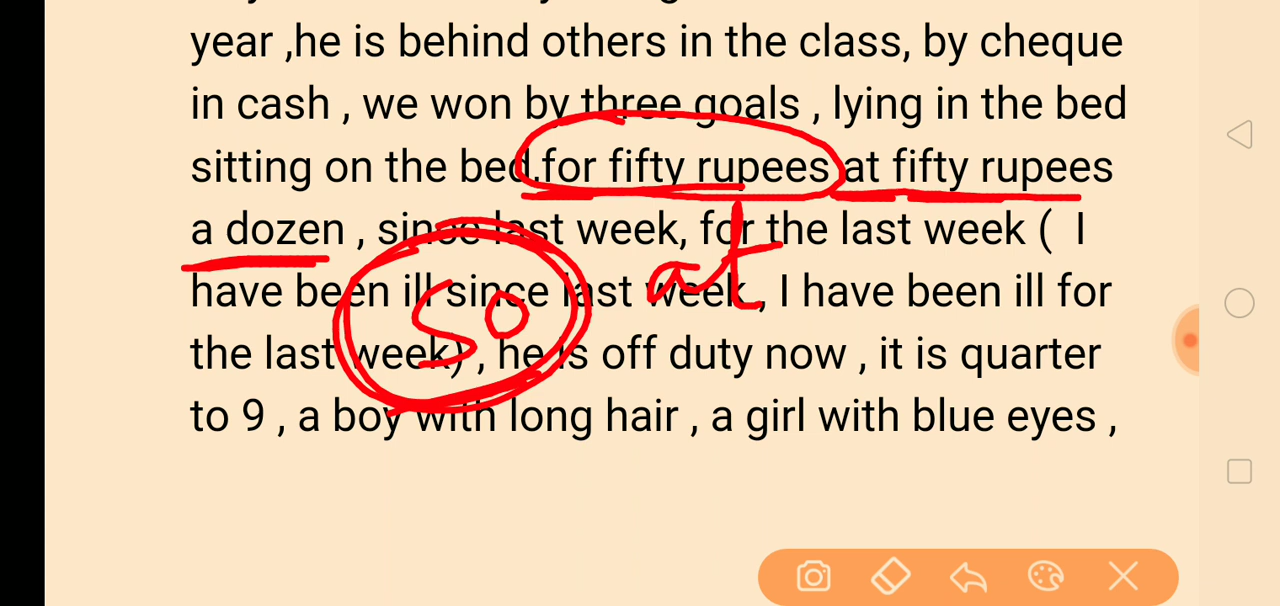 year ,he is behind others in the class, by cheque
in cash , we won by three goals , lying in the bed
sitting on the bed,for fifty rupees at fifty rupees
a dozen , since last week, for the last week ( I
have been ill since last week , I have been ill for
the last week) , he is off duty now , it is quarter
to 9 , a boy with long hair , a girl with blue eyes ,
at
50